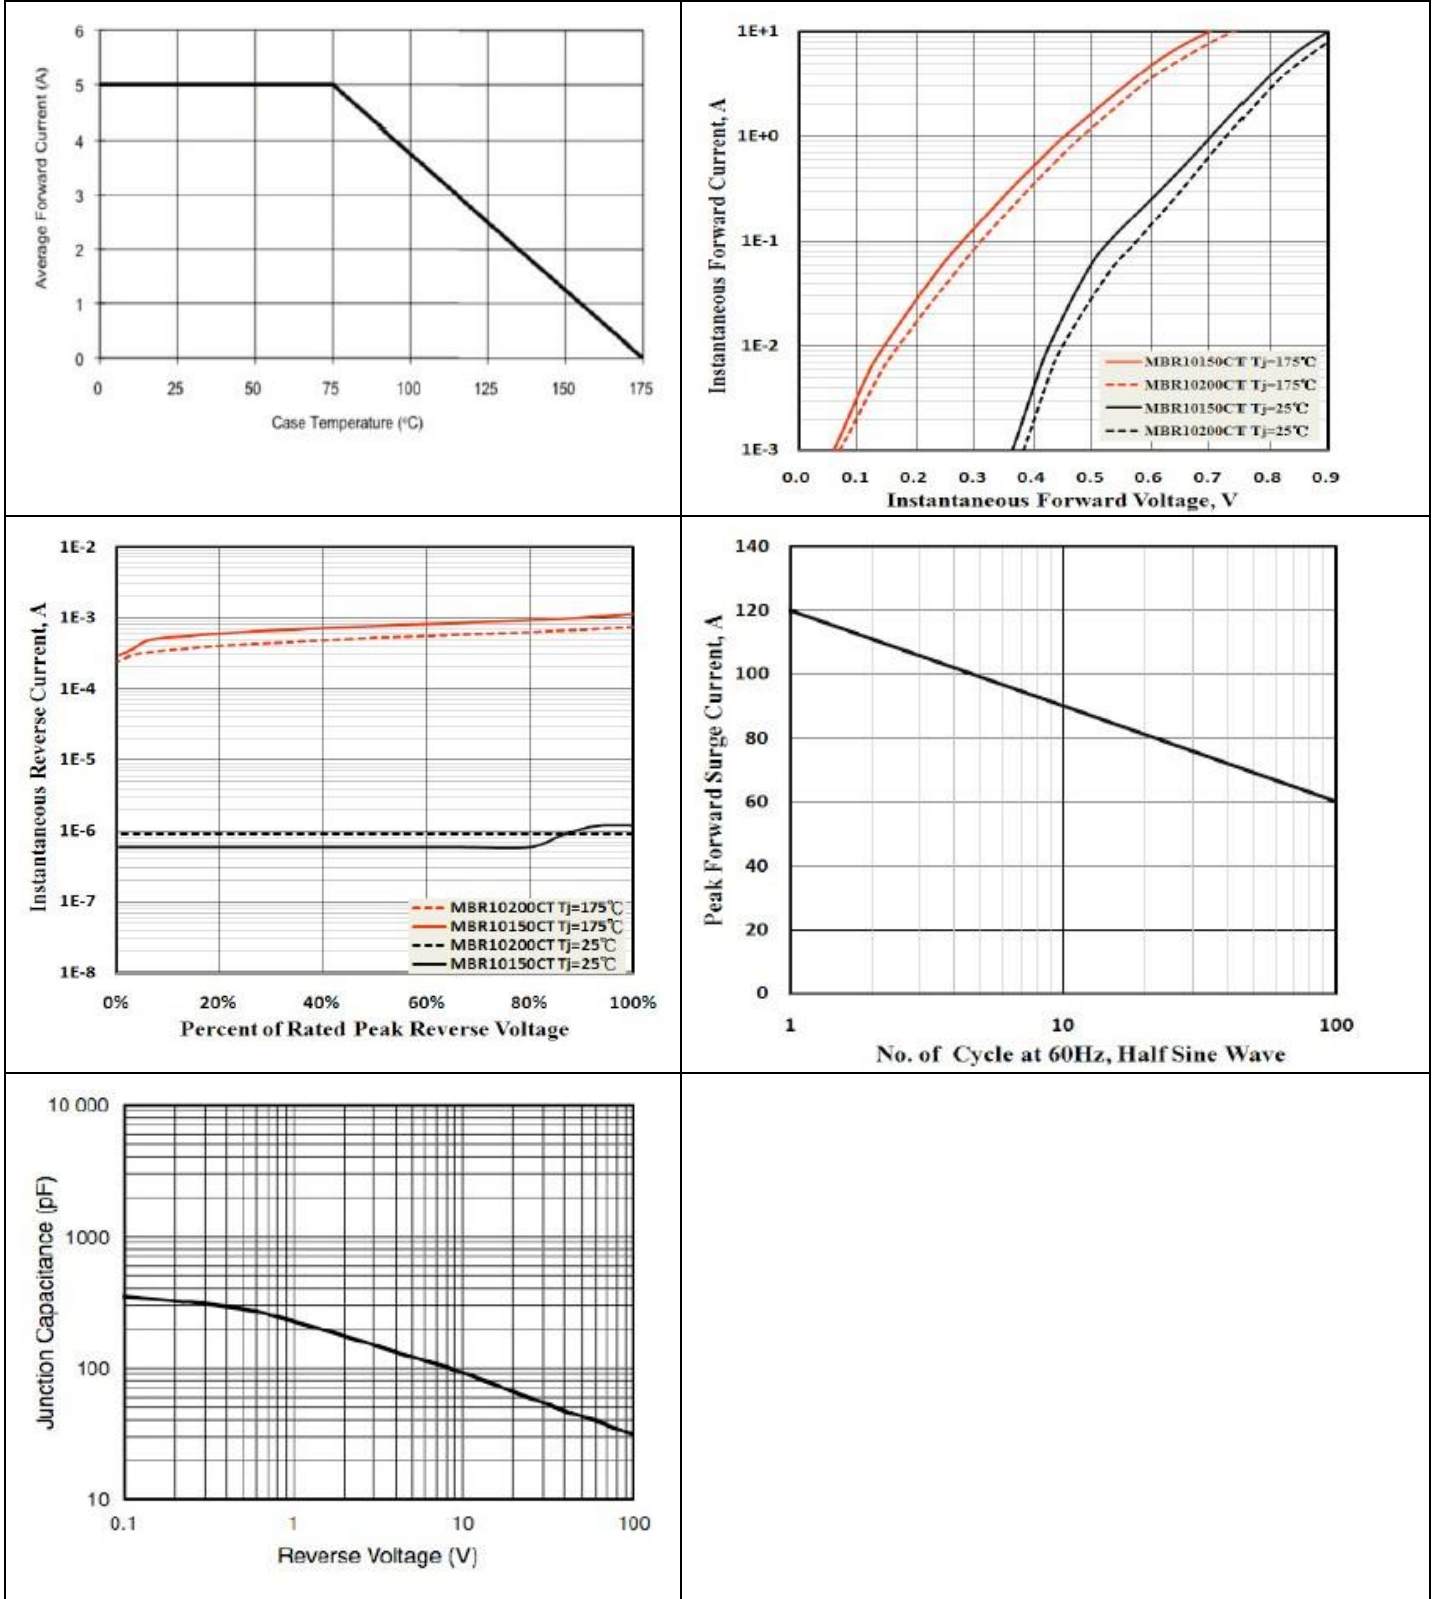 6
5
4
3
2
1
0
Average Forward Current (A)
0 25 50 75 100 125 150 175
Case Temperature (°C)
1E+1
1E+0
1E-1
1E-2
1E-3
Instantaneous Forward Current, A
MBR10150CT Tj=175℃
MBR10200CT Tj=175℃
MBR10150CT Tj=25℃
MBR10200CT Tj=25℃
0.0 0.1 0.2 0.3 0.4 0.5 0.6 0.7 0.8 0.9
Instantaneous Forward Voltage, V
1E-2
1E-3
1E-4
1E-5
1E-6
1E-7
1E-8
Instantaneous Reverse Current, A
MBR10200CT Tj=175℃
MBR10150CT Tj=175℃
MBR10200CT Tj=25℃
MBR10150CT Tj=25℃
0% 20% 40% 60% 80% 100%
Percent of Rated Peak Reverse Voltage
140
120
100
80
60
40
20
0
Peak Forward Surge Current, A
1 10 100
No. of Cycle at 60Hz, Half Sine Wave
10 000
1000
100
10
Junction Capacitance (pF)
0.1 1 10 100
Reverse Voltage (V)